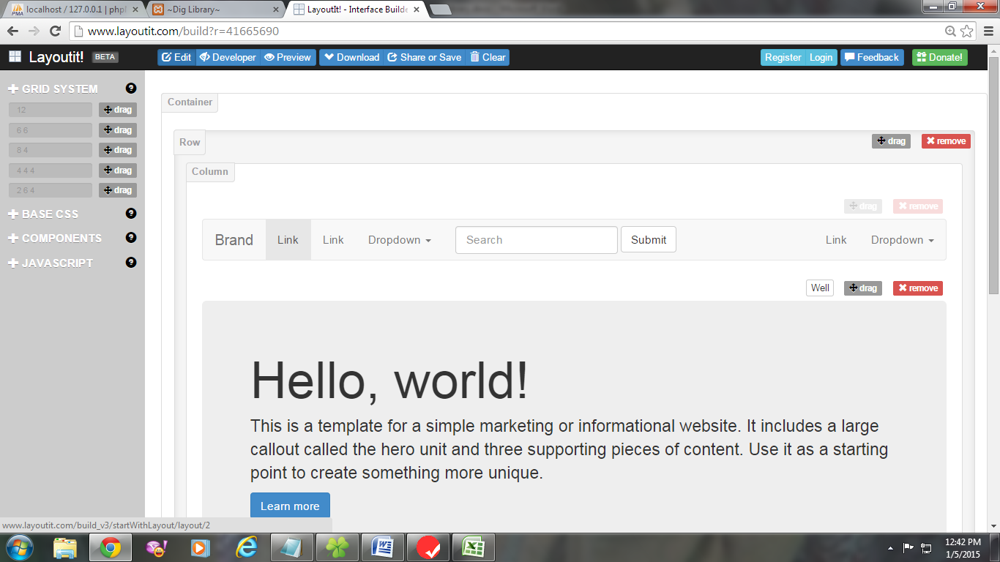 localhost / 127.0.0.1 | phpl
~Dig Library~
LayoutIt! - Interface Builde
www.layoutit.com/build?r=41665690
Layoutit! BETA Edit Developer Preview Download Share or Save Clear Register Login Feedback Donate!
GRID SYSTEM
12 drag
6 6 drag
8 4 drag
4 4 4 drag
2 6 4 drag
BASE CSS
COMPONENTS
JAVASCRIPT
Container
Row drag remove
Column
drag remove
Brand Link Link Dropdown Search Submit Link Dropdown
Well drag remove
Hello, world!
This is a template for a simple marketing or informational website. It includes a large
callout called the hero unit and three supporting pieces of content. Use it as a starting
point to create something more unique.
Learn more
www.layoutit.com/build_v3/startWithLayout/layout/2
12:42 PM
1/5/2015